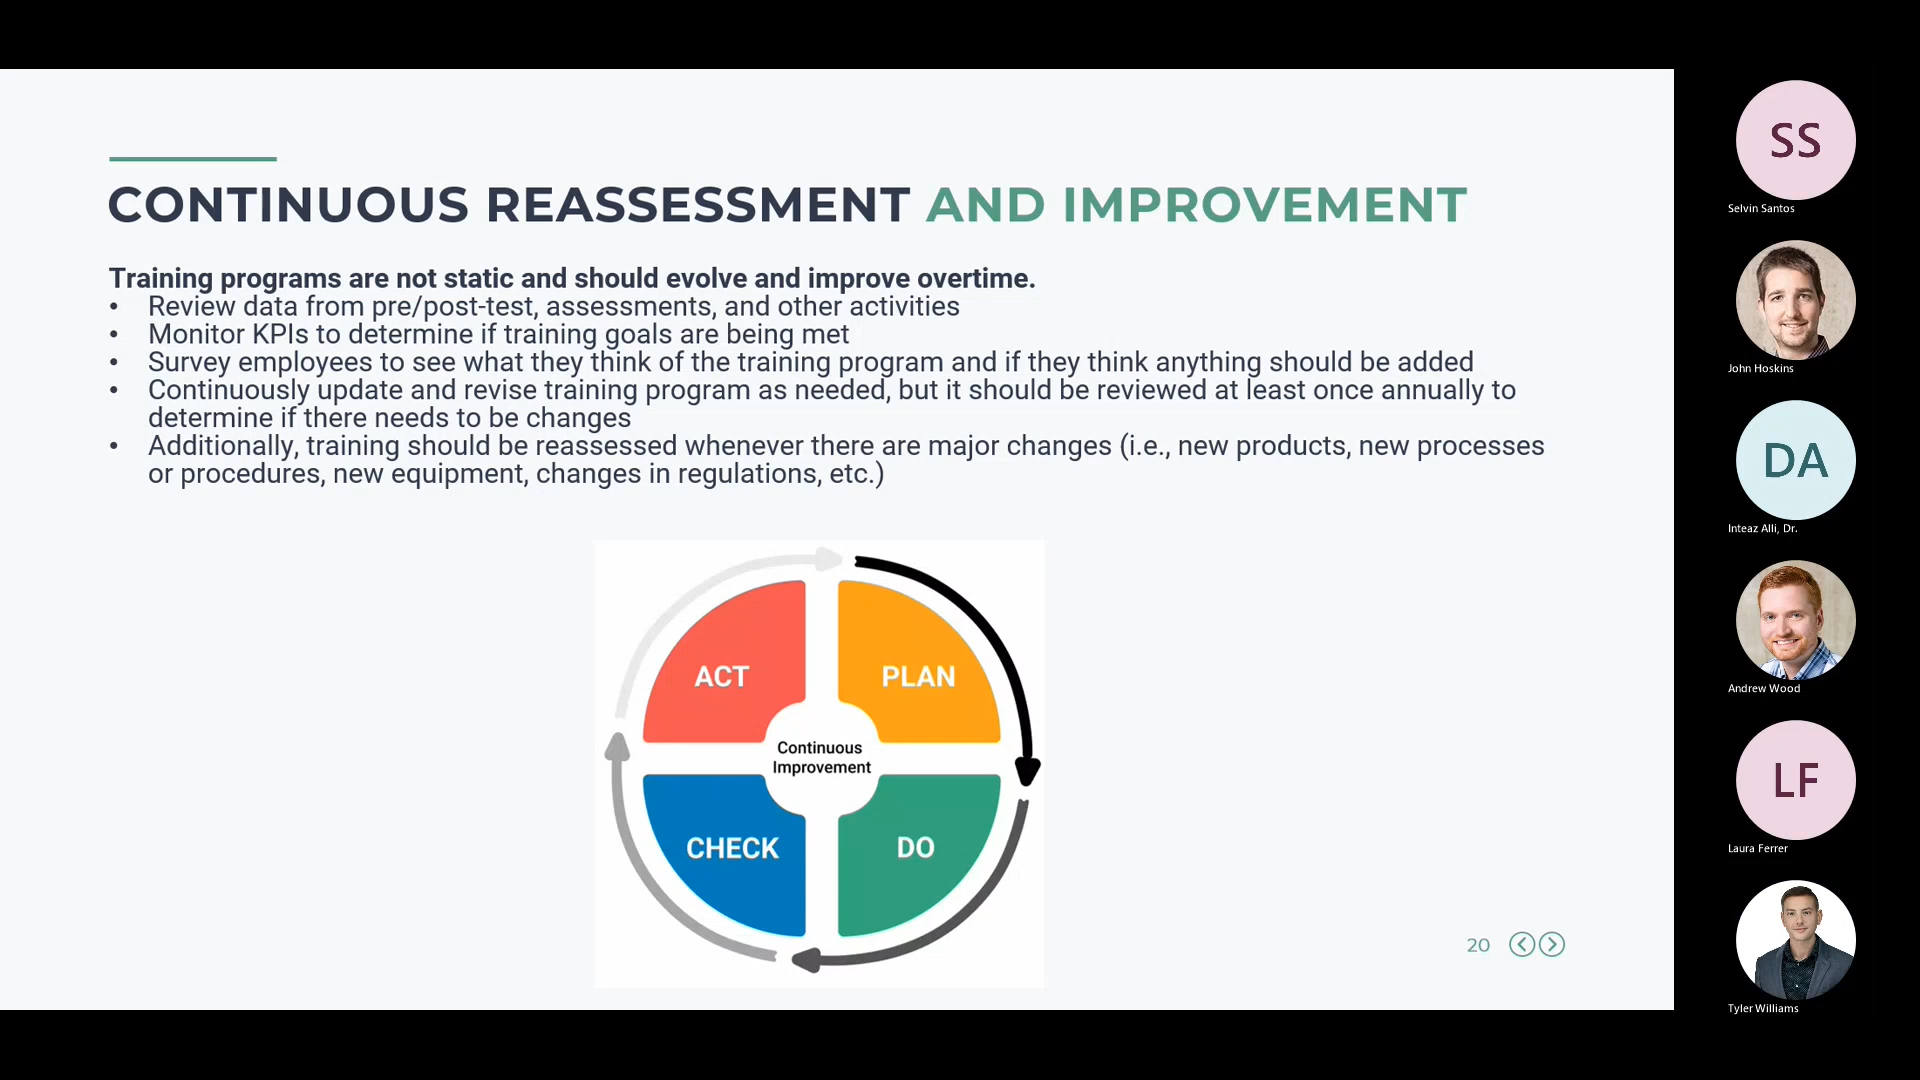 CONTINUOUS REASSESSMENT AND IMPROVEMENT
Training programs are not static and should evolve and improve overtime.
• Review data from pre/post-test, assessments, and other activities
• Monitor KPIs to determine if training goals are being met
• Survey employees to see what they think of the training program and if they think anything should be added
• Continuously update and revise training program as needed, but it should be reviewed at least once annually to
determine if there needs to be changes
• Additionally, training should be reassessed whenever there are major changes (i.e., new products, new processes
or procedures, new equipment, changes in regulations, etc.)
ACT
PLAN
Continuous
Improvement
CHECK
DO
20
SS
Selvin Santos
John Hoskins
DA
Inteaz Alli, Dr.
Andrew Wood
LF
Laura Ferrer
Tyler Williams